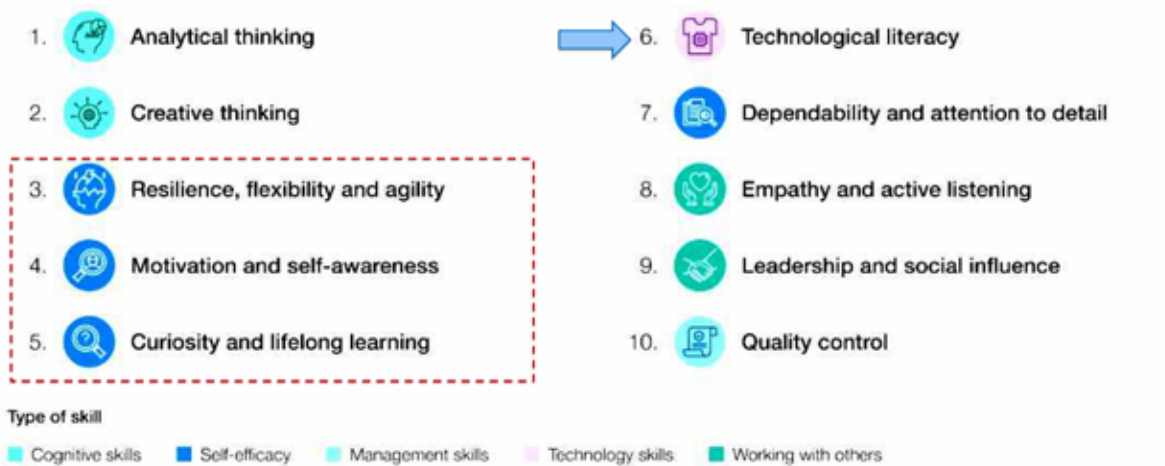 1. Analytical thinking
2. Creative thinking
3. Resilience, flexibility and agility
4. Motivation and self-awareness
5. Curiosity and lifelong learning
6. Technological literacy
7. Dependability and attention to detail
8. Empathy and active listening
9. Leadership and social influence
10. Quality control
Type of skill
Cognitive skills Self-efficacy Management skills Technology skills Working with others